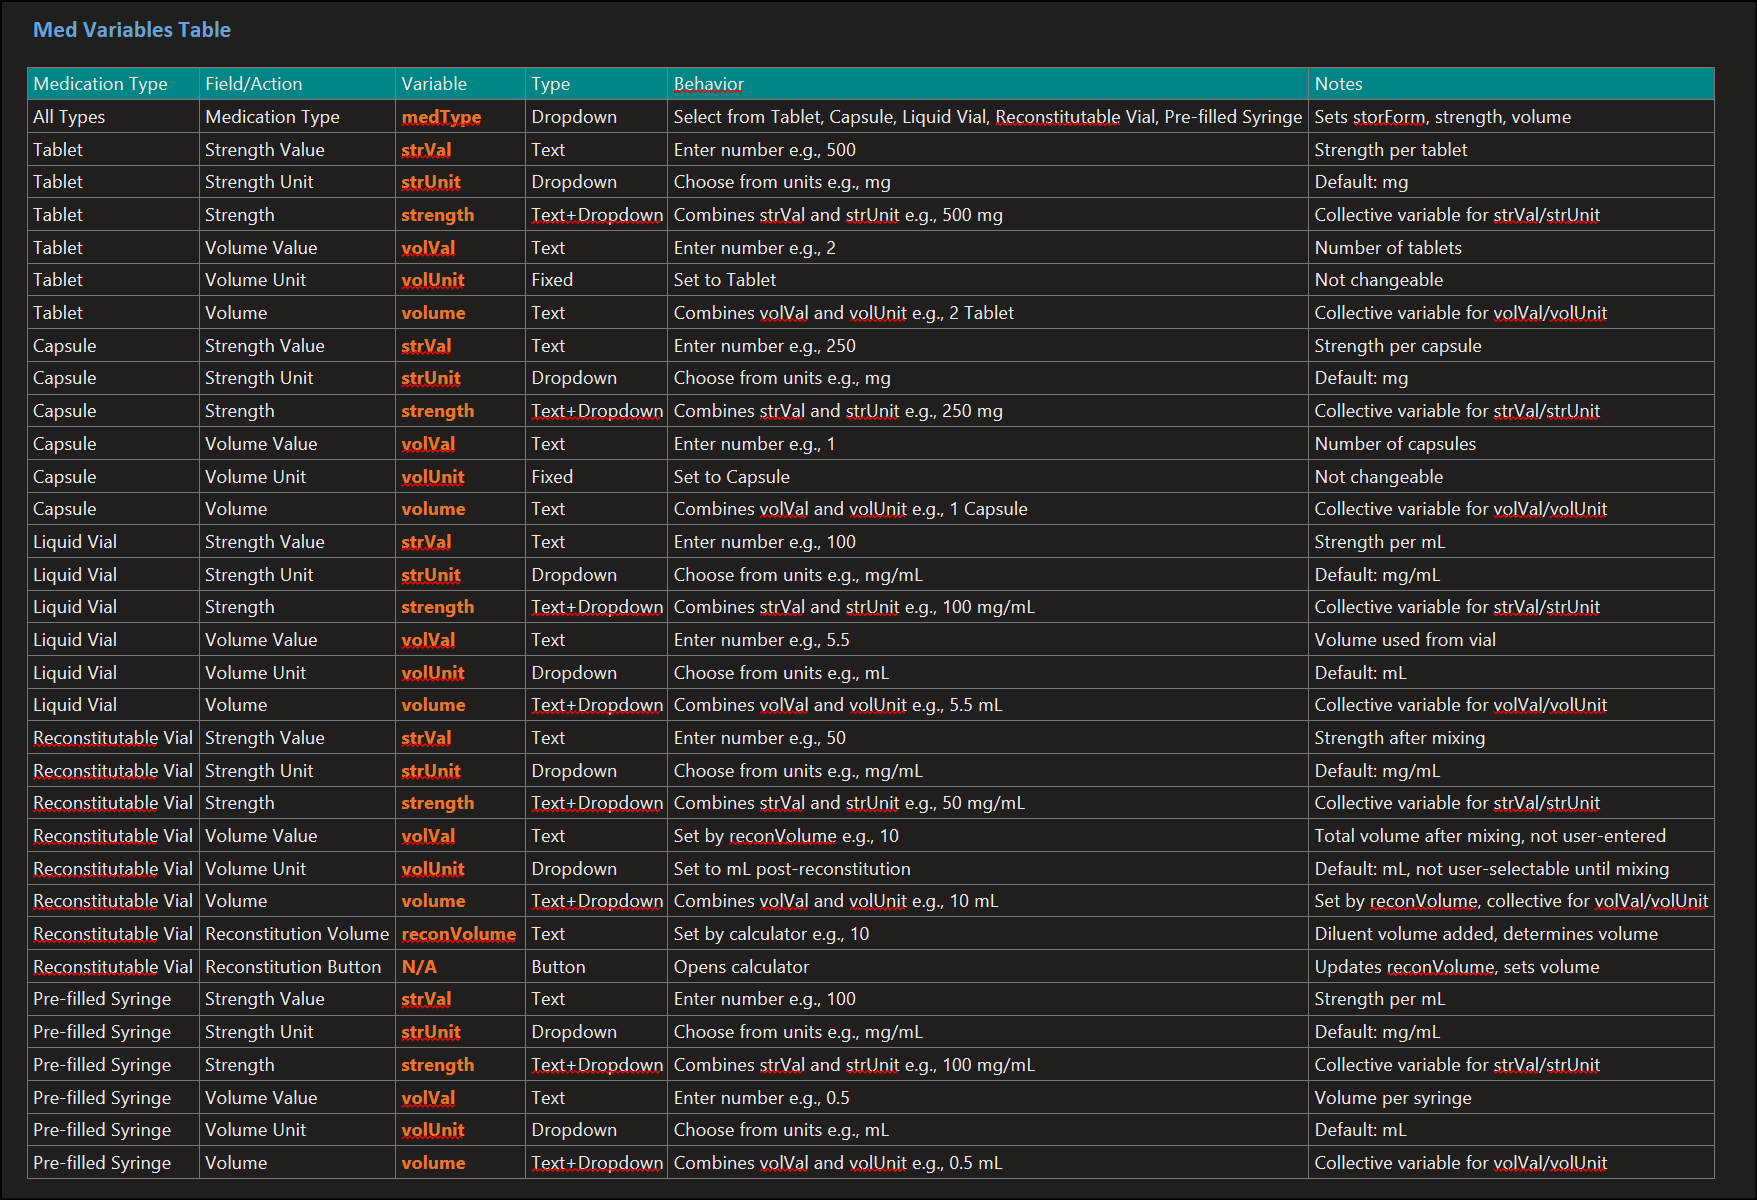 Med Variables Table
Medication Type Field/Action Variable Type Behavior Notes
All Types Medication Type medType Dropdown Select from Tablet, Capsule, Liquid Vial, Reconstitutable Vial, Pre-filled Syringe Sets storForm, strength, volume
Tablet Strength Value strVal Text Enter number e.g., 500 Strength per tablet
Tablet Strength Unit strUnit Dropdown Choose from units e.g., mg Default: mg
Tablet Strength strength Text+Dropdown Combines strVal and strUnit e.g., 500 mg Collective variable for strVal/strUnit
Tablet Volume Value volVal Text Enter number e.g., 2 Number of tablets
Tablet Volume Unit volUnit Fixed Set to Tablet Not changeable
Tablet Volume volume Text Combines volVal and volUnit e.g., 2 Tablet Collective variable for volVal/volUnit
Capsule Strength Value strVal Text Enter number e.g., 250 Strength per capsule
Capsule Strength Unit strUnit Dropdown Choose from units e.g., mg Default: mg
Capsule Strength strength Text+Dropdown Combines strVal and strUnit e.g., 250 mg Collective variable for strVal/strUnit
Capsule Volume Value volVal Text Enter number e.g., 1 Number of capsules
Capsule Volume Unit volUnit Fixed Set to Capsule Not changeable
Capsule Volume volume Text Combines volVal and volUnit e.g., 1 Capsule Collective variable for volVal/volUnit
Liquid Vial Strength Value strVal Text Enter number e.g., 100 Strength per mL
Liquid Vial Strength Unit strUnit Dropdown Choose from units e.g., mg/mL Default: mg/mL
Liquid Vial Strength strength Text+Dropdown Combines strVal and strUnit e.g., 100 mg/mL Collective variable for strVal/strUnit
Liquid Vial Volume Value volVal Text Enter number e.g., 5.5 Volume used from vial
Liquid Vial Volume Unit volUnit Dropdown Choose from units e.g., mL Default: mL
Liquid Vial Volume volume Text+Dropdown Combines volVal and volUnit e.g., 5.5 mL Collective variable for volVal/volUnit
Reconstitutable Vial Strength Value strVal Text Enter number e.g., 50 Strength after mixing
Reconstitutable Vial Strength Unit strUnit Dropdown Choose from units e.g., mg/mL Default: mg/mL
Reconstitutable Vial Strength strength Text+Dropdown Combines strVal and strUnit e.g., 50 mg/mL Collective variable for strVal/strUnit
Reconstitutable Vial Volume Value volVal Text Set by reconVolume e.g., 10 Total volume after mixing, not user-entered
Reconstitutable Vial Volume Unit volUnit Dropdown Set to mL post-reconstitution Default: mL, not user-selectable until mixing
Reconstitutable Vial Volume volume Text+Dropdown Combines volVal and volUnit e.g., 10 mL Set by reconVolume, collective for volVal/volUnit
Reconstitutable Vial Reconstitution Volume reconVolume Text Set by calculator e.g., 10 Diluent volume added, determines volume
Reconstitutable Vial Reconstitution Button N/A Button Opens calculator Updates reconVolume, sets volume
Pre-filled Syringe Strength Value strVal Text Enter number e.g., 100 Strength per mL
Pre-filled Syringe Strength Unit strUnit Dropdown Choose from units e.g., mg/mL Default: mg/mL
Pre-filled Syringe Strength strength Text+Dropdown Combines strVal and strUnit e.g., 100 mg/mL Collective variable for strVal/strUnit
Pre-filled Syringe Volume Value volVal Text Enter number e.g., 0.5 Volume per syringe
Pre-filled Syringe Volume Unit volUnit Dropdown Choose from units e.g., mL Default: mL
Pre-filled Syringe Volume volume Text+Dropdown Combines volVal and volUnit e.g., 0.5 mL Collective variable for volVal/volUnit